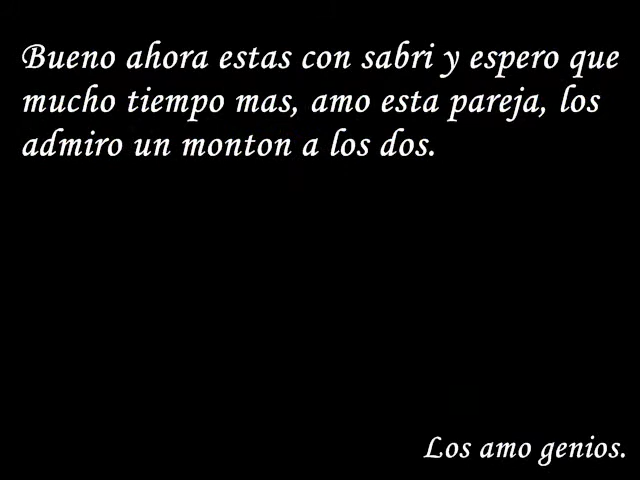 Bueno ahora estas con sabri y espero que
mucho tiempo mas, amo esta pareja, los
admiro un monton a los dos.
Los amo genios.